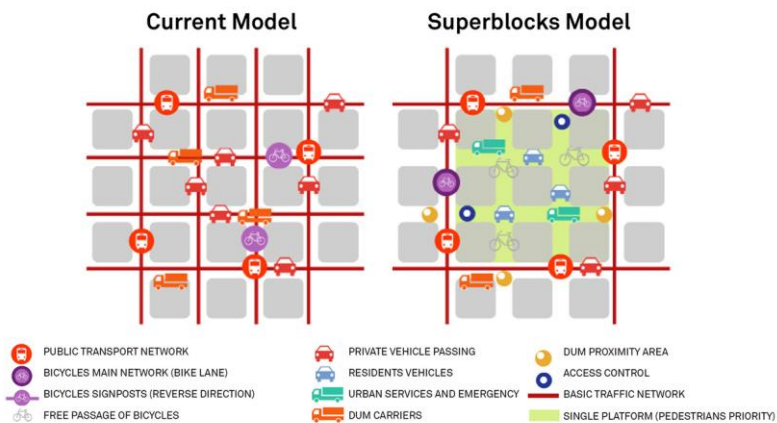 Current Model
Superblocks Model
PUBLIC TRANSPORT NETWORK
BICYCLES MAIN NETWORK (BIKE LANE)
BICYCLES SIGNPOSTS (REVERSE DIRECTION)
FREE PASSAGE OF BICYCLES
PRIVATE VEHICLE PASSING
RESIDENTS VEHICLES
URBAN SERVICES AND EMERGENCY
DUM CARRIERS
DUM PROXIMITY AREA
ACCESS CONTROL
BASIC TRAFFIC NETWORK
SINGLE PLATFORM (PEDESTRIANS PRIORITY)